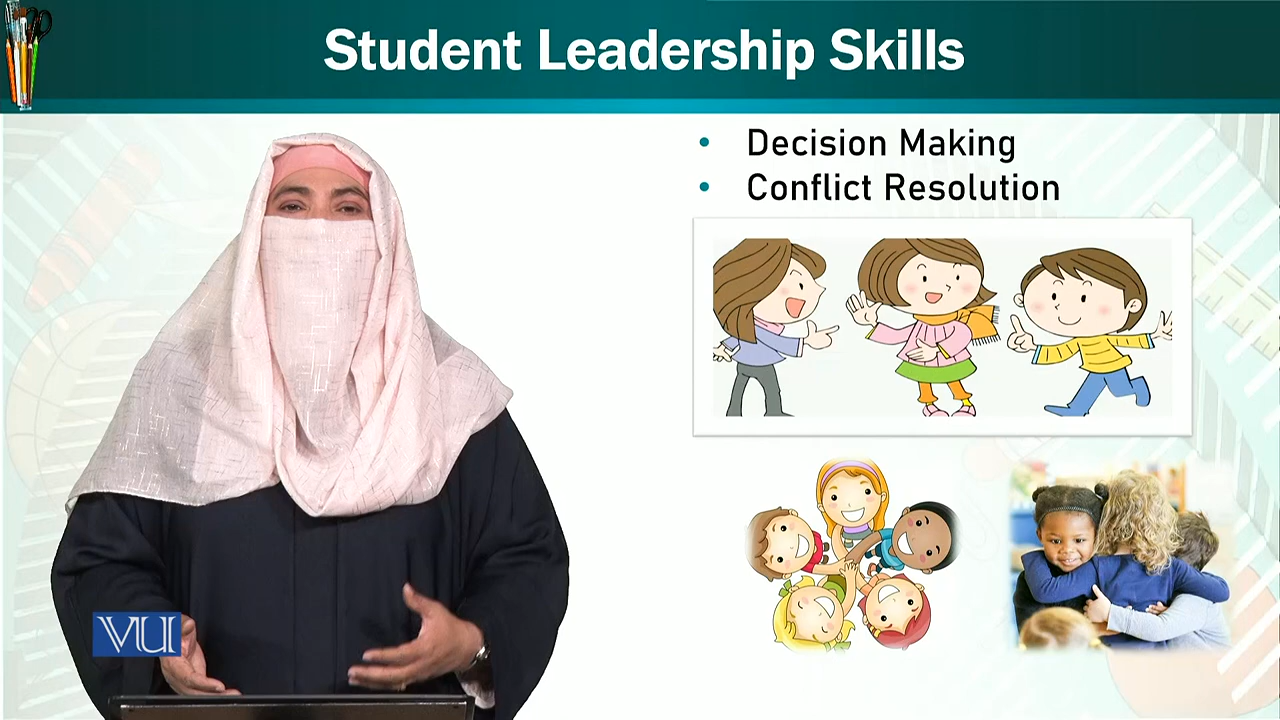 Student Leadership Skills
• Decision Making
• Conflict Resolution
VU